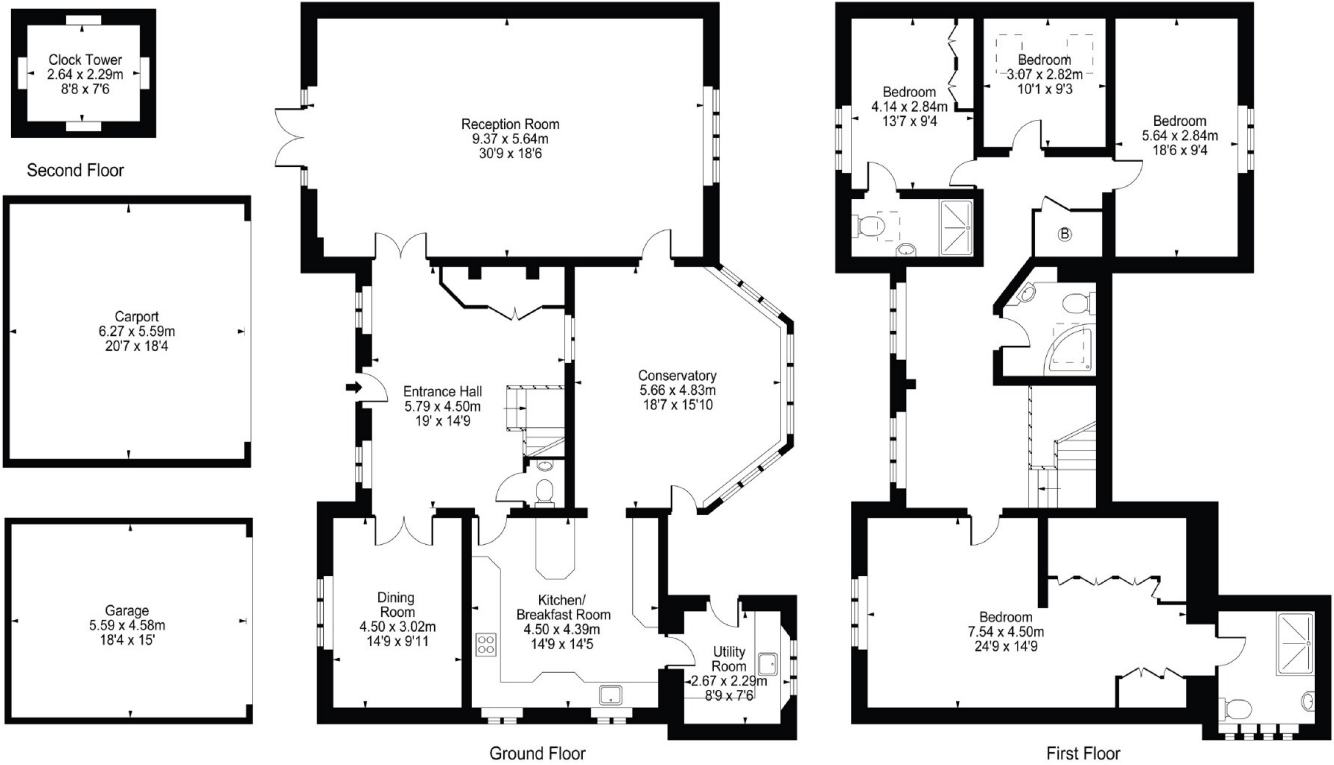 Clock Tower
2.64 x 2.29m
8'8 x 7'6
Second Floor
Carport
6.27 x 5.59m
20'7 x 18'4
Garage
5.59 x 4.58m
18'4 x 15'
Reception Room
9.37 x 5.64m
30'9 x 18'6
Entrance Hall
5.79 x 4.50m
19' x 14'9
Conservatory
5.66 x 4.83m
18'7 x 15'10
Dining
Room
4.50 x 3.02m
14'9 x 9'11
Kitchen/
Breakfast Room
4.50 x 4.39m
14'9 x 14'5
Utility
Room
2.67 x 2.29m
8'9 x 7'6
Ground Floor
Bedroom
4.14 x 2.84m
13'7 x 9'4
Bedroom
3.07 x 2.82m
10'1 x 9'3
Bedroom
5.64 x 2.84m
18'6 x 9'4
B
Bedroom
7.54 x 4.50m
24'9 x 14'9
First Floor